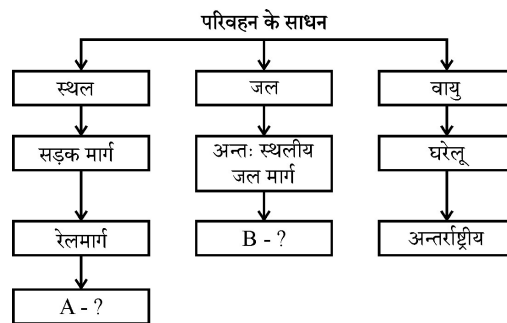 परिवहन के साधन
स्थल
जल
वायु
सड़क मार्ग
अन्तः स्थलीय
जल मार्ग
घरेलू
रेलमार्ग
B - ?
अन्तर्राष्ट्रीय
A - ?